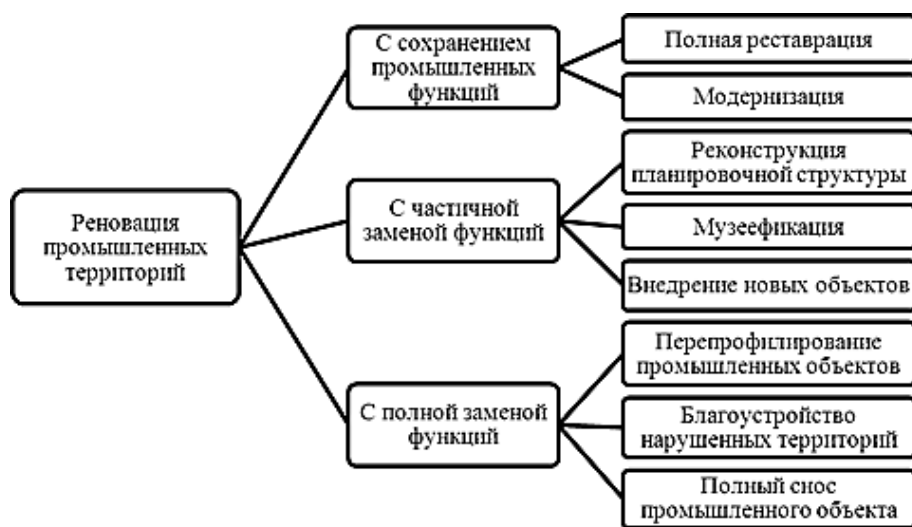 Реновация
промышленных
территорий
С сохранением
промышленных
функций
Полная реставрация
Модернизация
С частичной
заменой функций
Реконструкция
планировочной структуры
Музеефикация
Внедрение новых объектов
С полной заменой
функций
Перепрофилирование
промышленных объектов
Благоустройство
нарушенных территорий
Полный снос
промышленного объекта